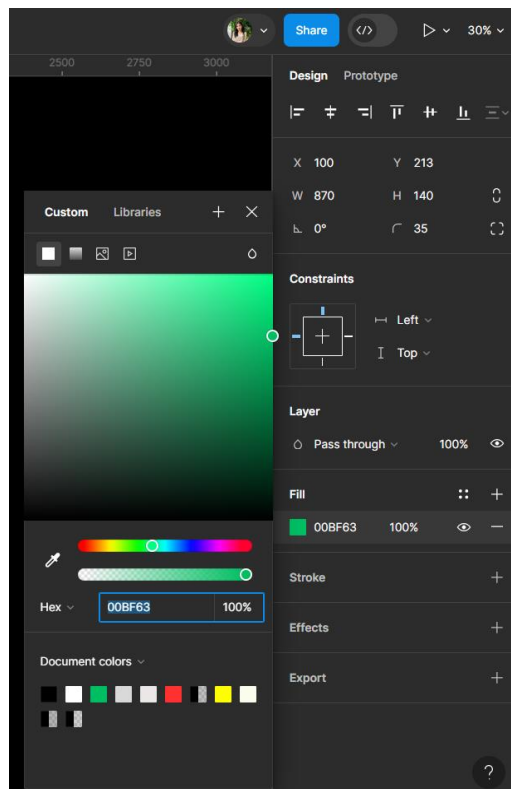 Share
30%
2500 2750 3000
Design Prototype
X 100 Y 213
W 870 H 140
0° 35
Custom Libraries
Constraints
Left
Top
Layer
Pass through 100%
Fill
00BF63 100%
Stroke
Hex 00BF63 100%
Effects
Document colors
Export
?